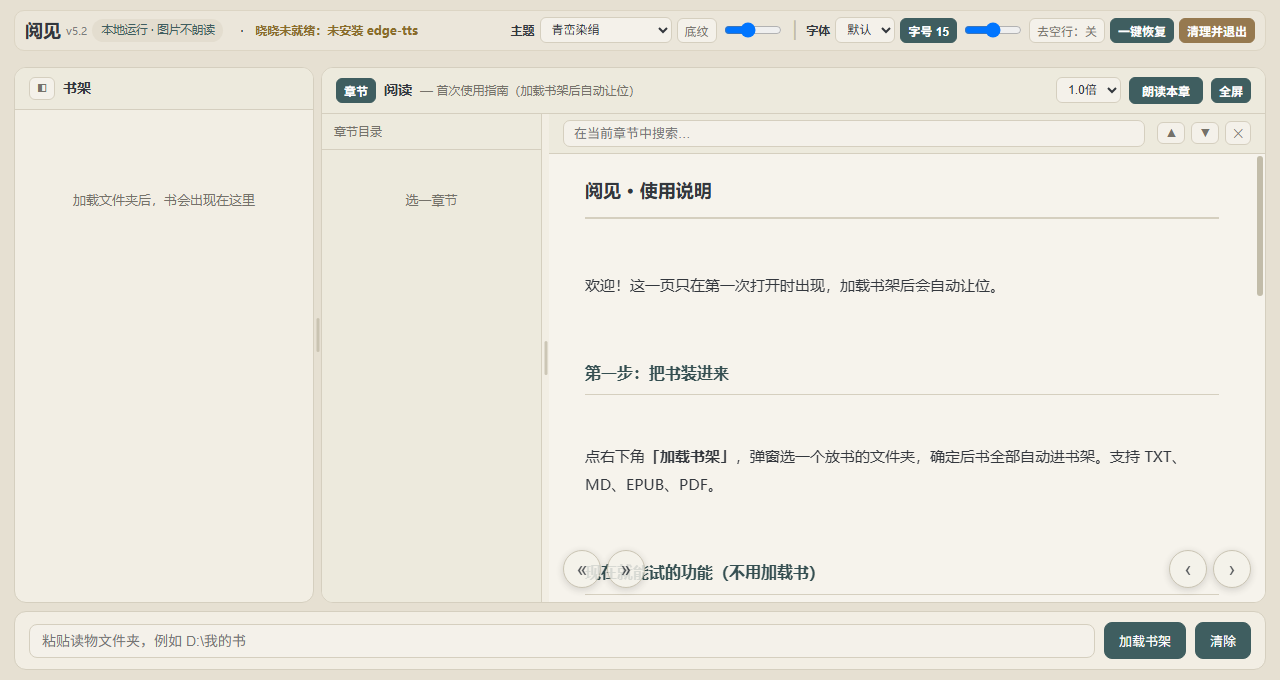 阅见 v5.2 本地运行 · 图片不朗读 · 晓晓未就绪：未安装 edge-tts 主题 青峦染绢 底纹 字体 默认 字号 15 去空行：关 一键恢复 清理并退出
书架
加载文件夹后，书会出现在这里
章节 阅读 — 首次使用指南（加载书架后自动让位） 1.0倍 朗读本章 全屏
章节目录
选一章节
在当前章节中搜索…
阅见 · 使用说明
欢迎！这一页只在第一次打开时出现，加载书架后会自动让位。
第一步：把书装进来
点右下角「加载书架」，弹窗选一个放书的文件夹，确定后书全部自动进书架。支持 TXT、
MD、EPUB、PDF。
现在就能试的功能（不用加载书）
粘贴读物文件夹，例如 D:\我的书 加载书架 清除